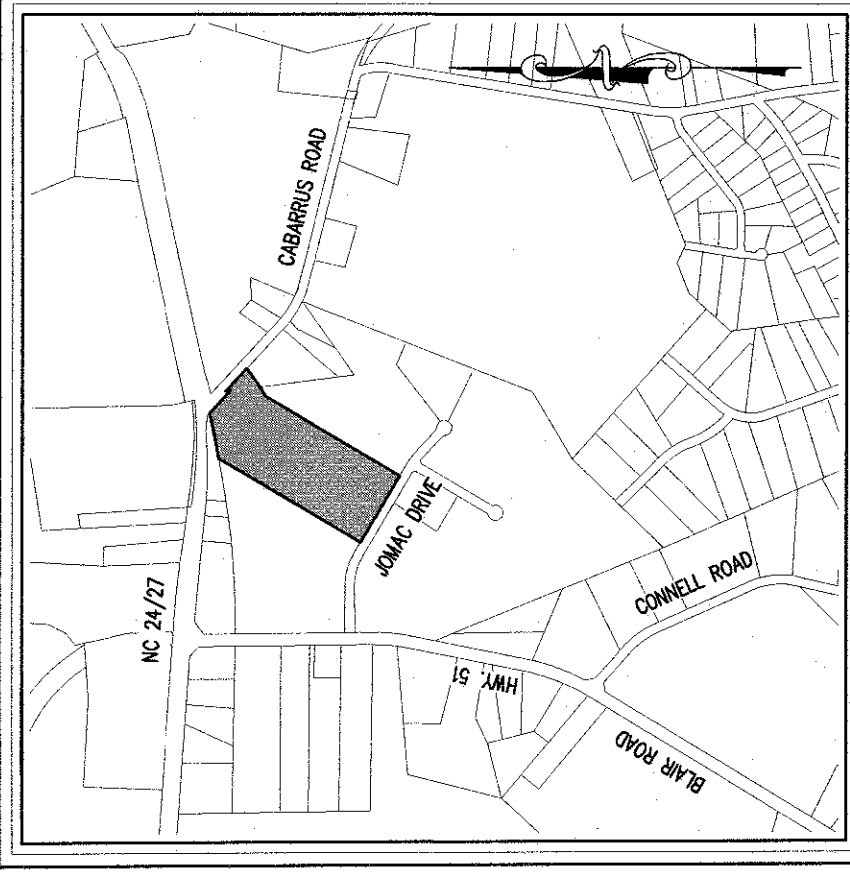 N
CABARRUS ROAD
JOMAC DRIVE
CONNELL ROAD
NC 24/27
HWY. 51
BLAIR ROAD